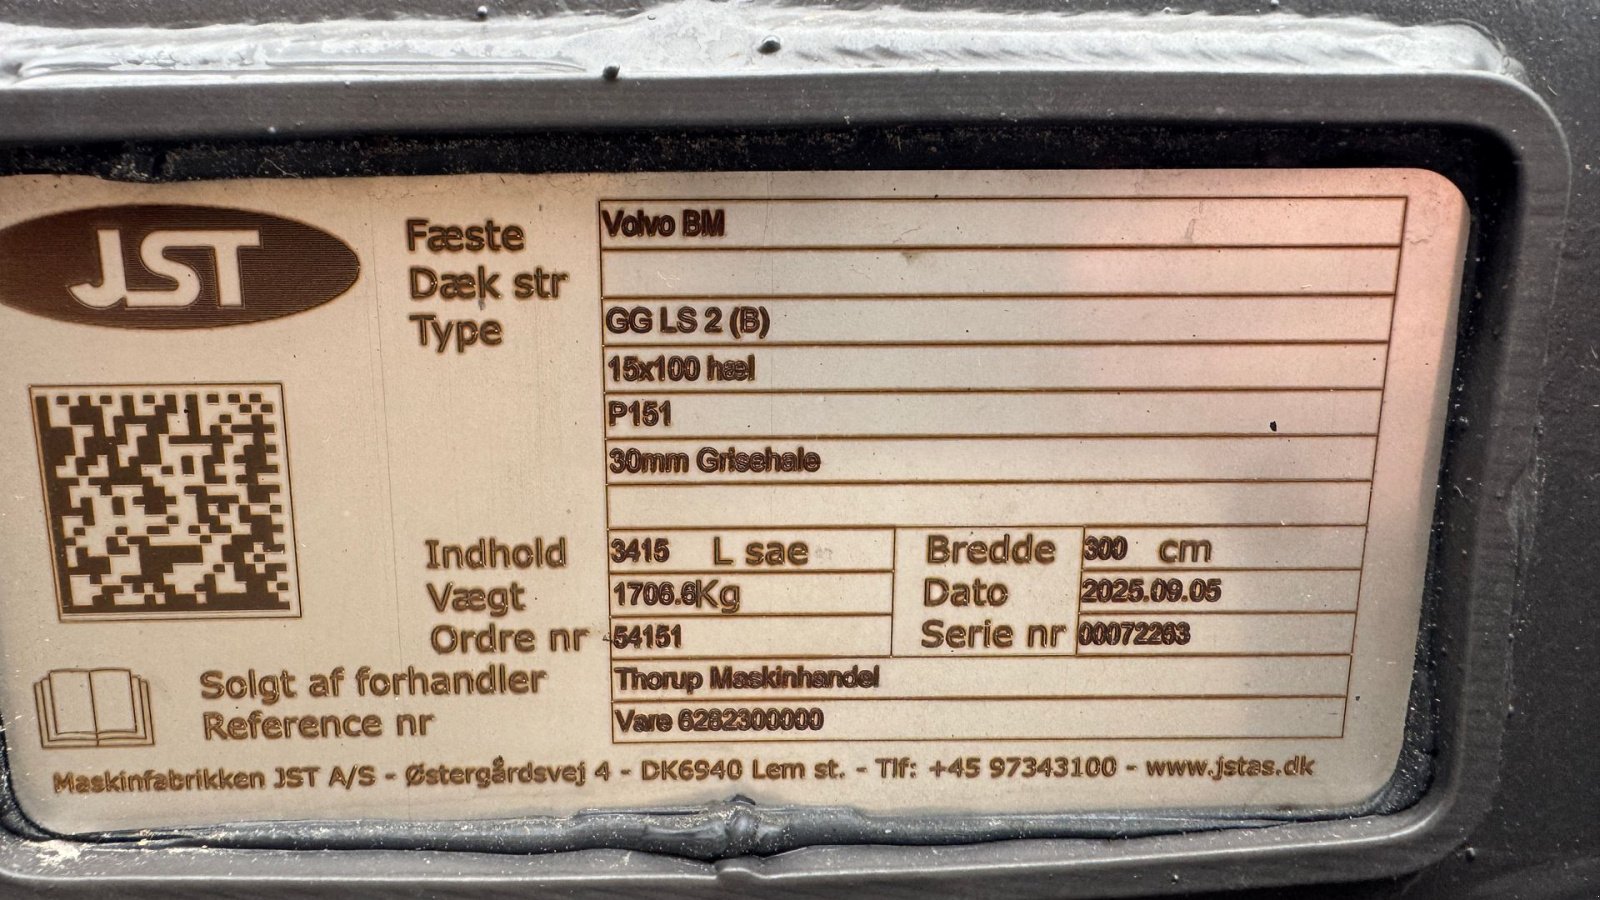 JST
Fæste Volvo BM
Dæk str
Type GG LS 2 (B)
15x100 hæl
P151
30mm Grisehale
Indhold 3415 L sae Bredde 300 cm
Vægt 1706.6Kg Dato 2025.09.05
Ordre nr 54151 Serie nr 00072263
Solgt af forhandler Thorup Maskinhandel
Reference nr Vare 6282300000
Maskinfabrikken JST A/S - Østergårdsvej 4 - DK6940 Lem st. - Tlf: +45 97343100 - www.jstas.dk